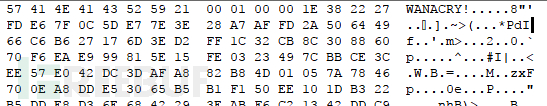 57 41 4E 41 43 52 59 21 00 01 00 00 1E 38 22 27 WANACRY!.....8"'
FD E6 7F 0C 5D E7 7E 3E 28 A7 AF FD 2A 50 64 49 ....].~>(...*PdI
66 C6 B6 27 17 6D 3E D2 FF 1C 32 CB 8C 30 88 60 f..'.m>...2..0.`
70 F6 EA E9 99 81 5E 15 FE 03 23 49 7C BB CE 3C p.....^...#I|..<
EE 57 E0 42 DC 3D AF A8 82 B8 4D 01 05 7A 78 46 .W.B.=....M..zxF
70 0E A8 DD E5 30 65 B5 B1 F1 50 EE 10 1D B3 22 p....0e...P...."